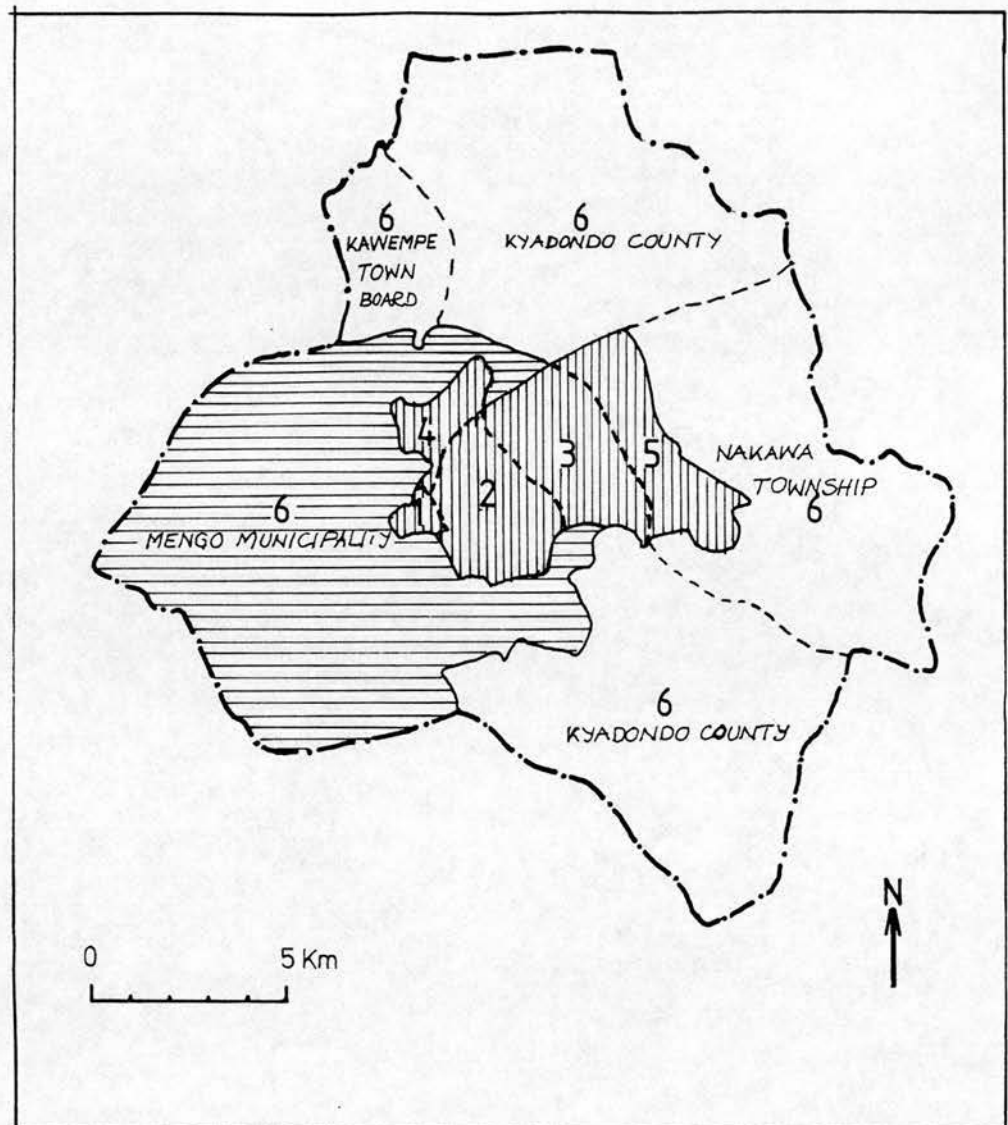 6
KAWEMPE
TOWN
BOARD
6
KYADONDO COUNTY
4
3
5
NAKAWA
TOWNSHIP
6
1
2
6
MENGO MUNICIPALITY
6
KYADONDO COUNTY
N
0 5 Km